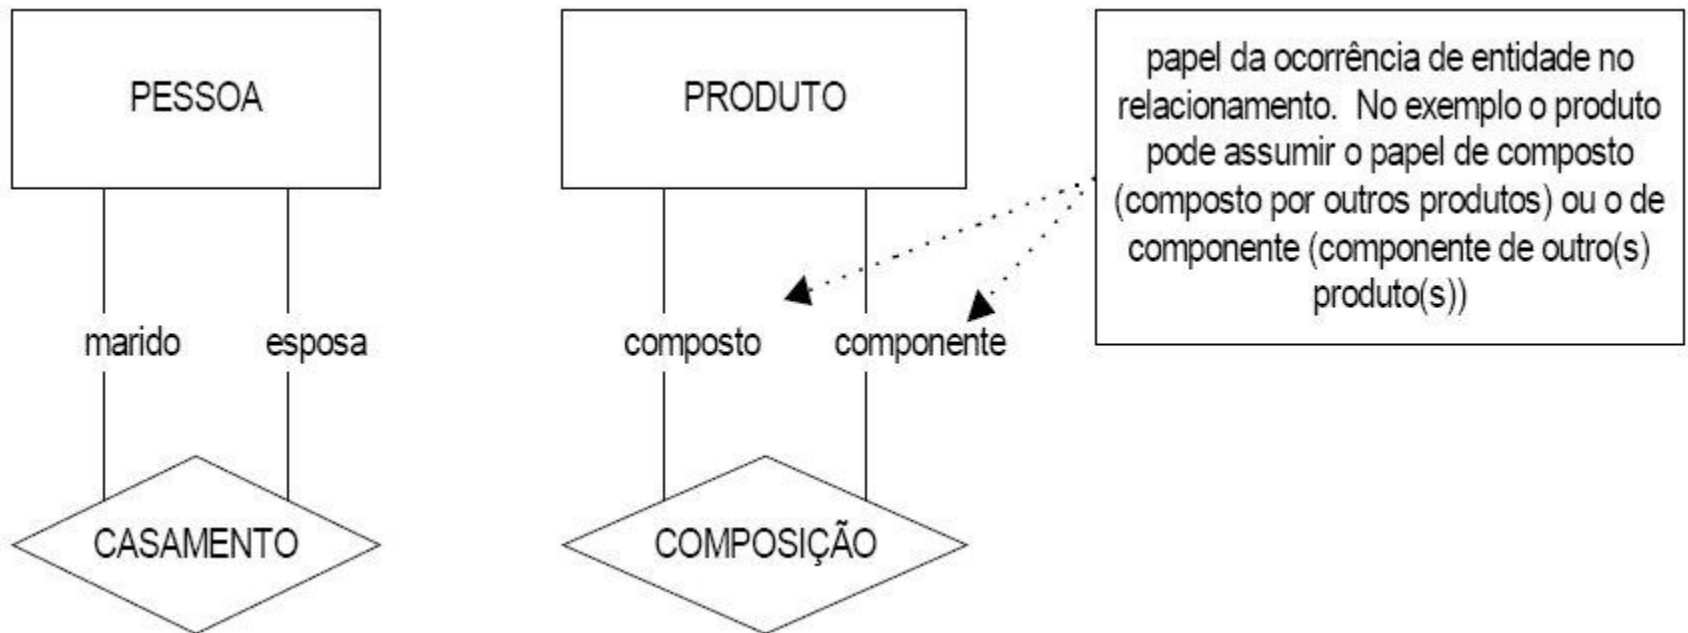 PESSOA
PRODUTO
papel da ocorrência de entidade no
relacionamento. No exemplo o produto
pode assumir o papel de composto
(composto por outros produtos) ou o de
componente (componente de outro(s)
produto(s))
marido
esposa
composto
componente
CASAMENTO
COMPOSIÇÃO